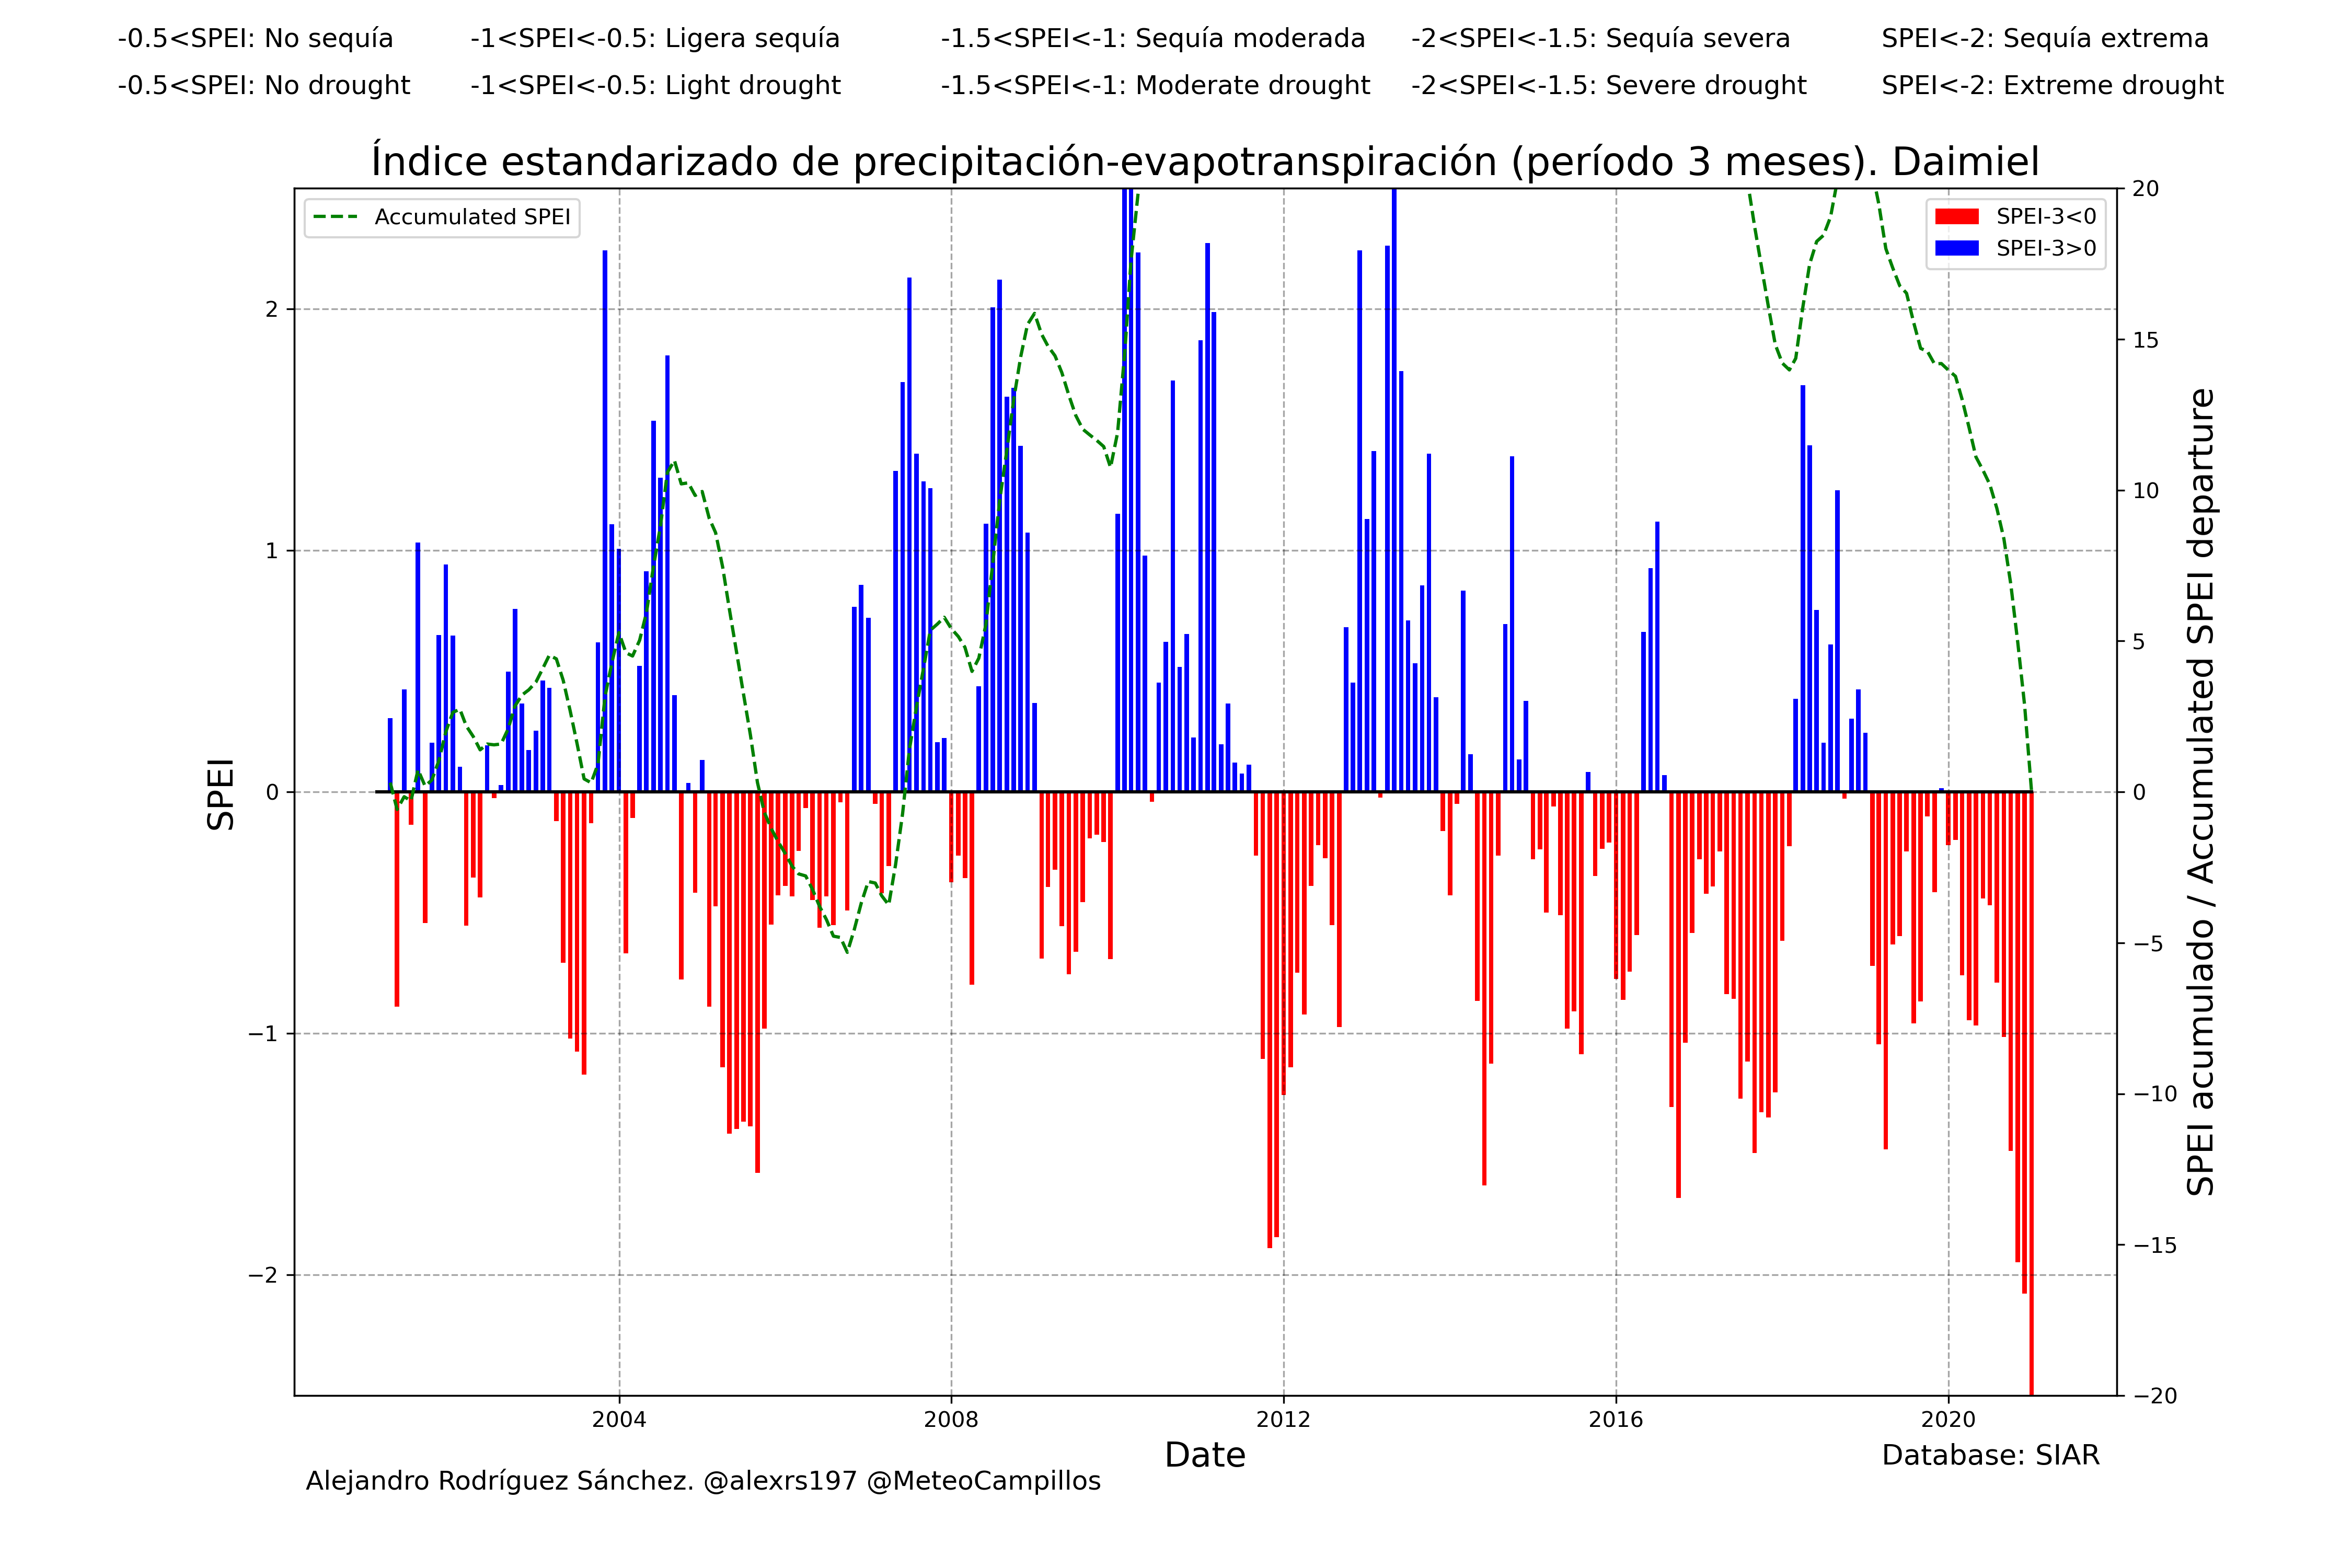 -0.5<SPEI: No sequía -1<SPEI<-0.5: Ligera sequía -1.5<SPEI<-1: Sequía moderada -2<SPEI<-1.5: Sequía severa SPEI<-2: Sequía extrema
-0.5<SPEI: No drought -1<SPEI<-0.5: Light drought -1.5<SPEI<-1: Moderate drought -2<SPEI<-1.5: Severe drought SPEI<-2: Extreme drought
Índice estandarizado de precipitación-evapotranspiración (período 3 meses). Daimiel
Accumulated SPEI
SPEI-3<0
SPEI-3>0
SPEI
2
1
0
−1
−2
20
15
10
5
0
−5
−10
−15
−20
SPEI acumulado / Accumulated SPEI departure
2004 2008 2012 2016 2020
Date
Database: SIAR
Alejandro Rodríguez Sánchez. @alexrs197 @MeteoCampillos